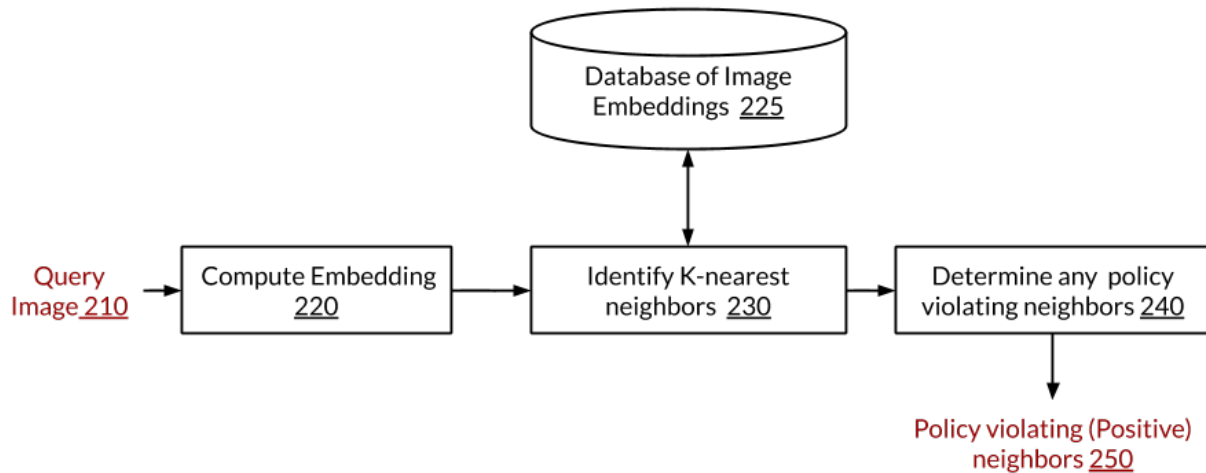 Database of Image
Embeddings 225
Query
Image 210
Compute Embedding
220
Identify K-nearest
neighbors 230
Determine any policy
violating neighbors 240
Policy violating (Positive)
neighbors 250